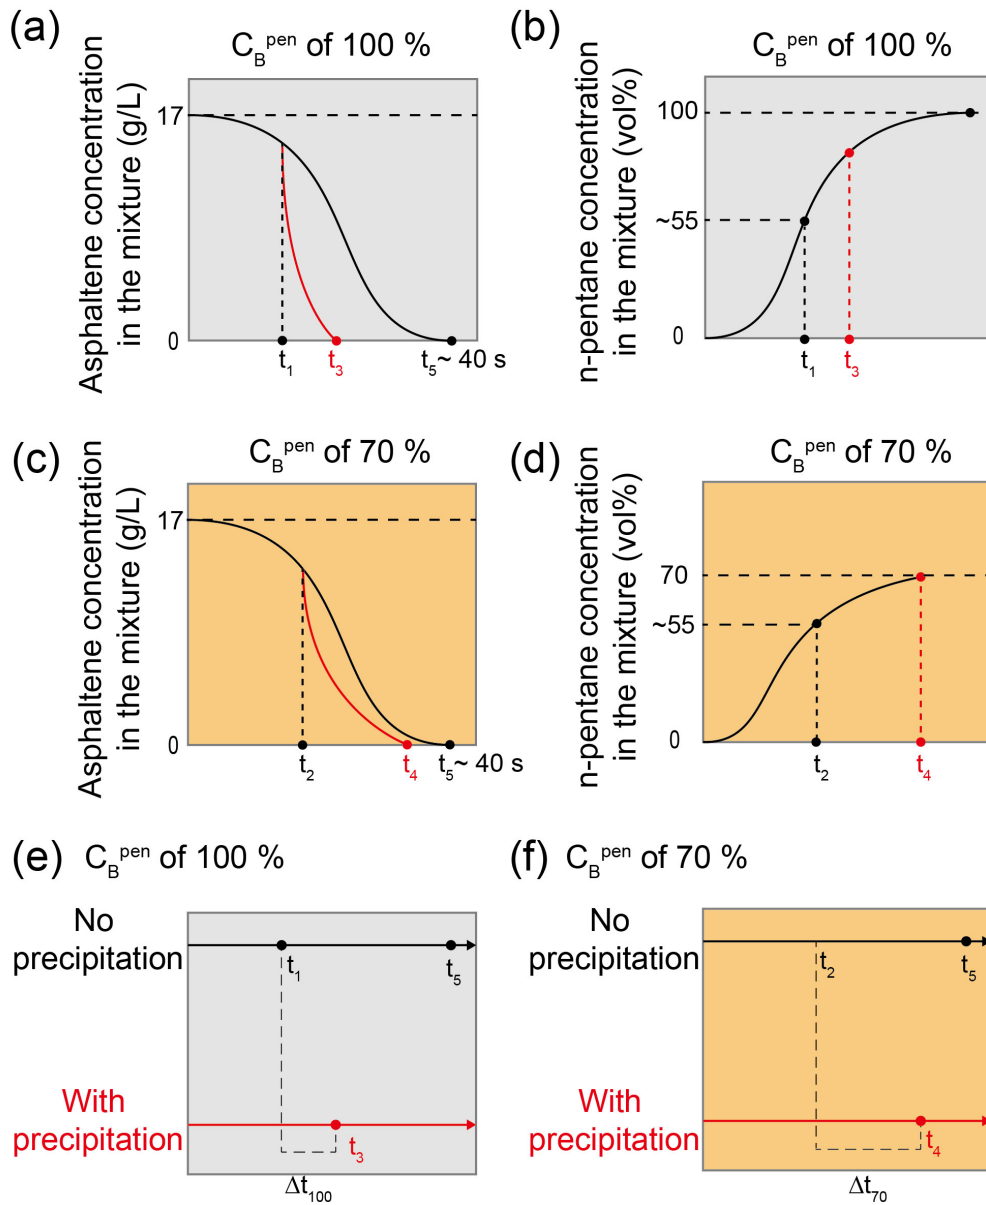 (a)
C_B^pen of 100 %
Asphaltene concentration
in the mixture (g/L)
17
0
t₁
t₃
t₅~ 40 s
(b)
C_B^pen of 100 %
n-pentane concentration
in the mixture (vol%)
100
~55
0
t₁
t₃
(c)
C_B^pen of 70 %
Asphaltene concentration
in the mixture (g/L)
17
0
t₂
t₄
t₅~ 40 s
(d)
C_B^pen of 70 %
n-pentane concentration
in the mixture (vol%)
70
~55
0
t₂
t₄
(e) C_B^pen of 100 %
No
precipitation
t₁
t₅
With
precipitation
t₃
Δt₁₀₀
(f) C_B^pen of 70 %
No
precipitation
t₂
t₅
With
precipitation
t₄
Δt₇₀